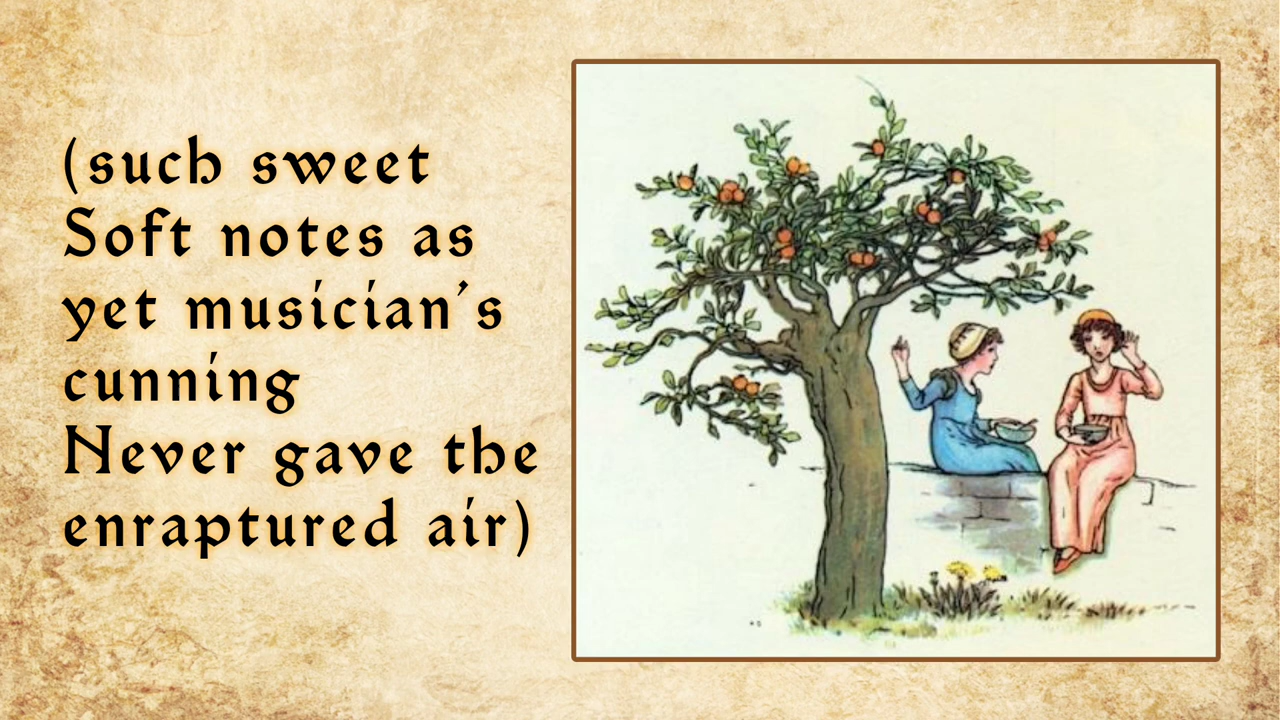 (such sweet
Soft notes as
yet musician's
cunning
Never gave the
enraptured air)